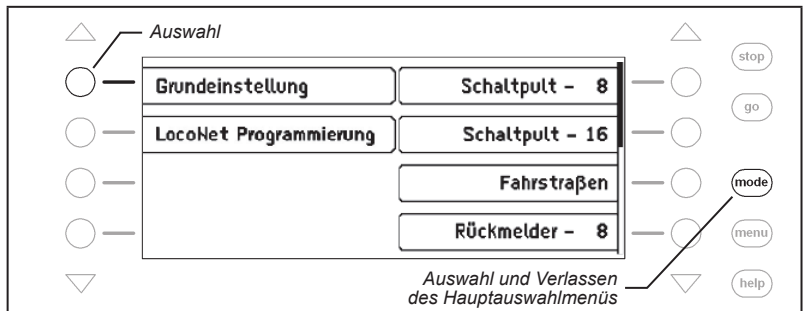 Auswahl
stop
Grundeinstellung
Schaltpult - 8
go
LocoNet Programmierung
Schaltpult - 16
Fahrstraßen
mode
Rückmelder - 8
menu
Auswahl und Verlassen
des Hauptauswahlmenüs
help